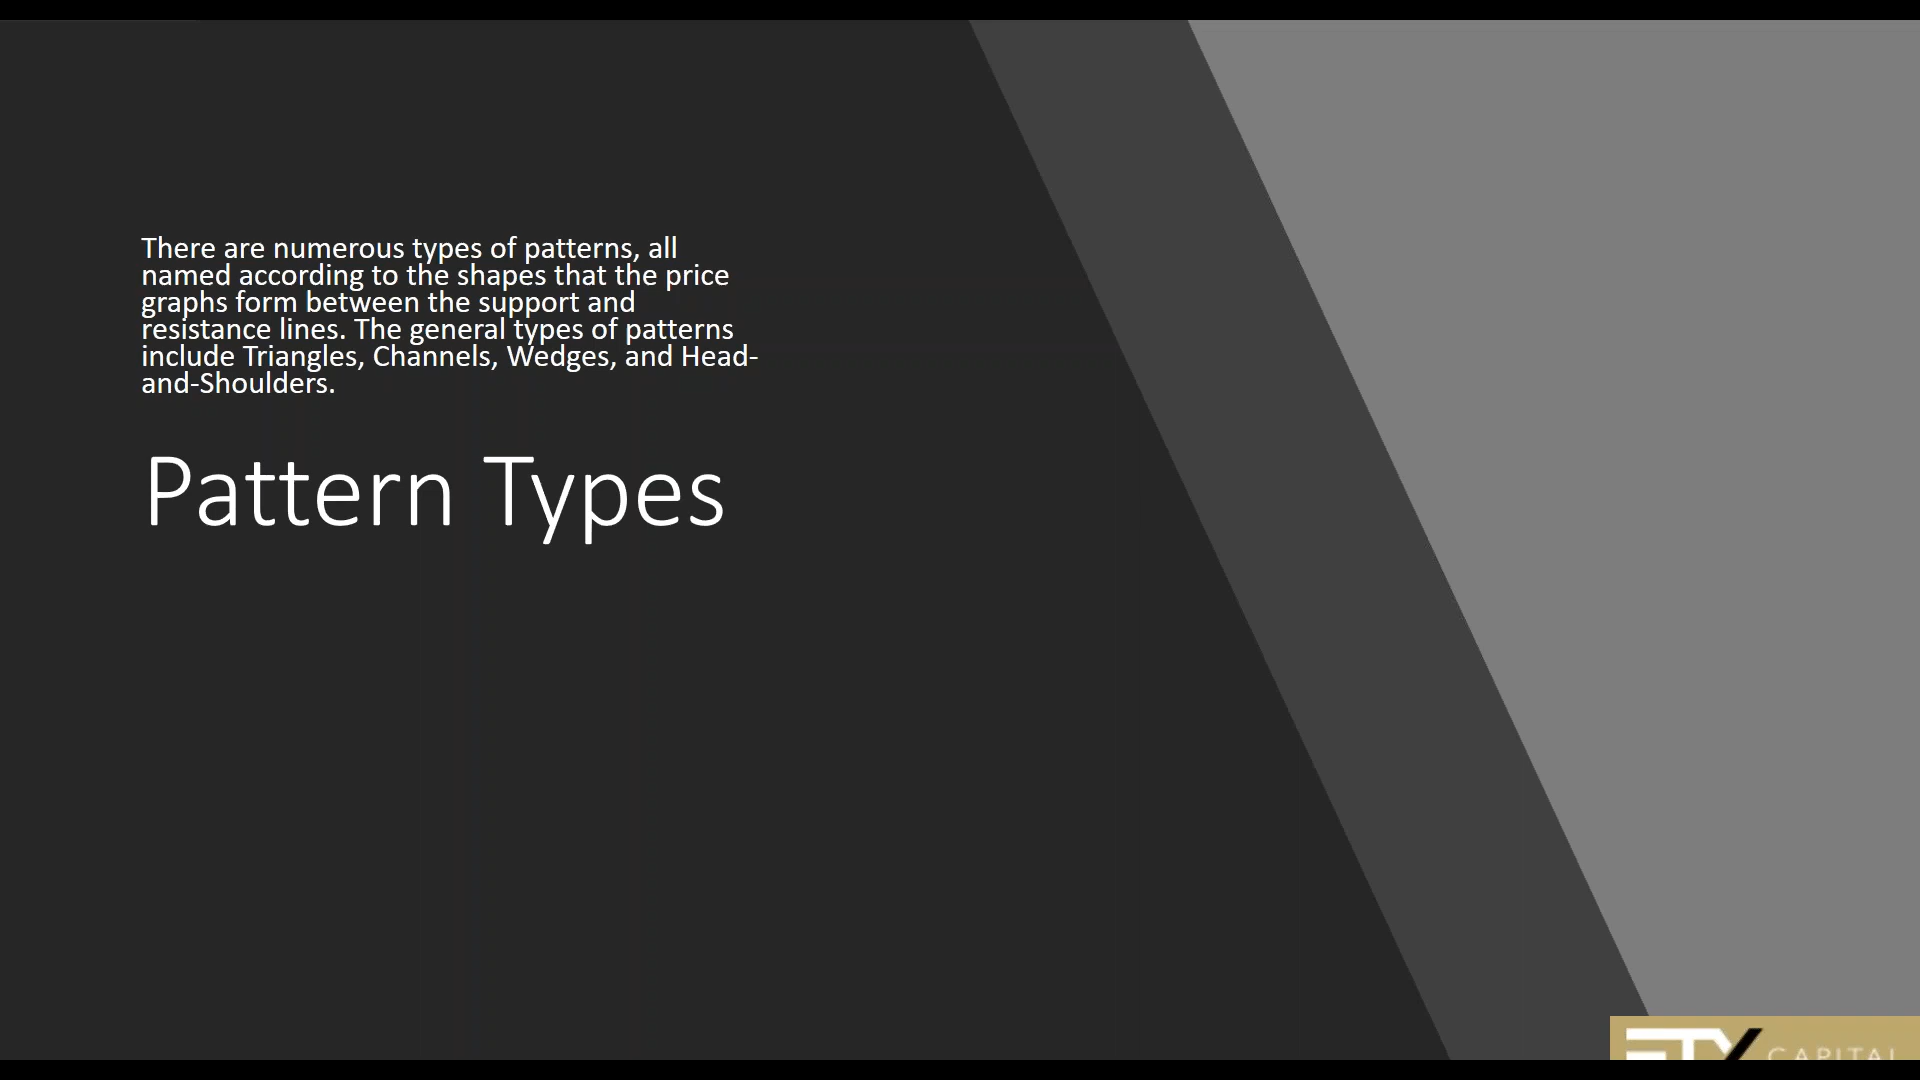 There are numerous types of patterns, all
named according to the shapes that the price
graphs form between the support and
resistance lines. The general types of patterns
include Triangles, Channels, Wedges, and Head-
and-Shoulders.
Pattern Types
ETX CAPITAL